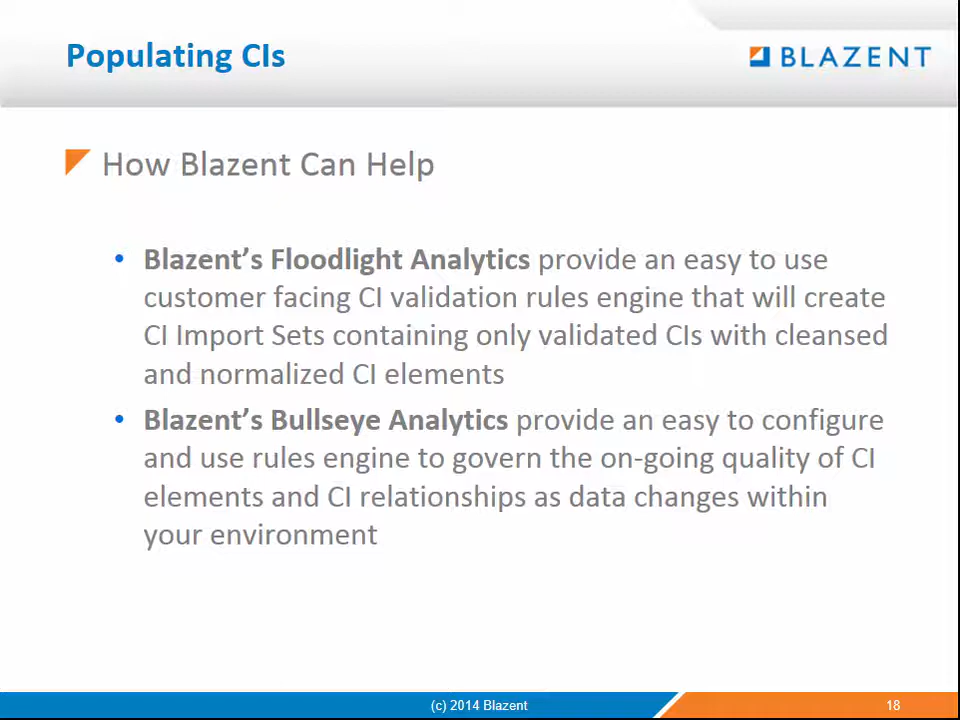 Populating CIs
BLAZENT
How Blazent Can Help
• Blazent’s Floodlight Analytics provide an easy to use
customer facing CI validation rules engine that will create
CI Import Sets containing only validated CIs with cleansed
and normalized CI elements
• Blazent’s Bullseye Analytics provide an easy to configure
and use rules engine to govern the on-going quality of CI
elements and CI relationships as data changes within
your environment
(c) 2014 Blazent
18